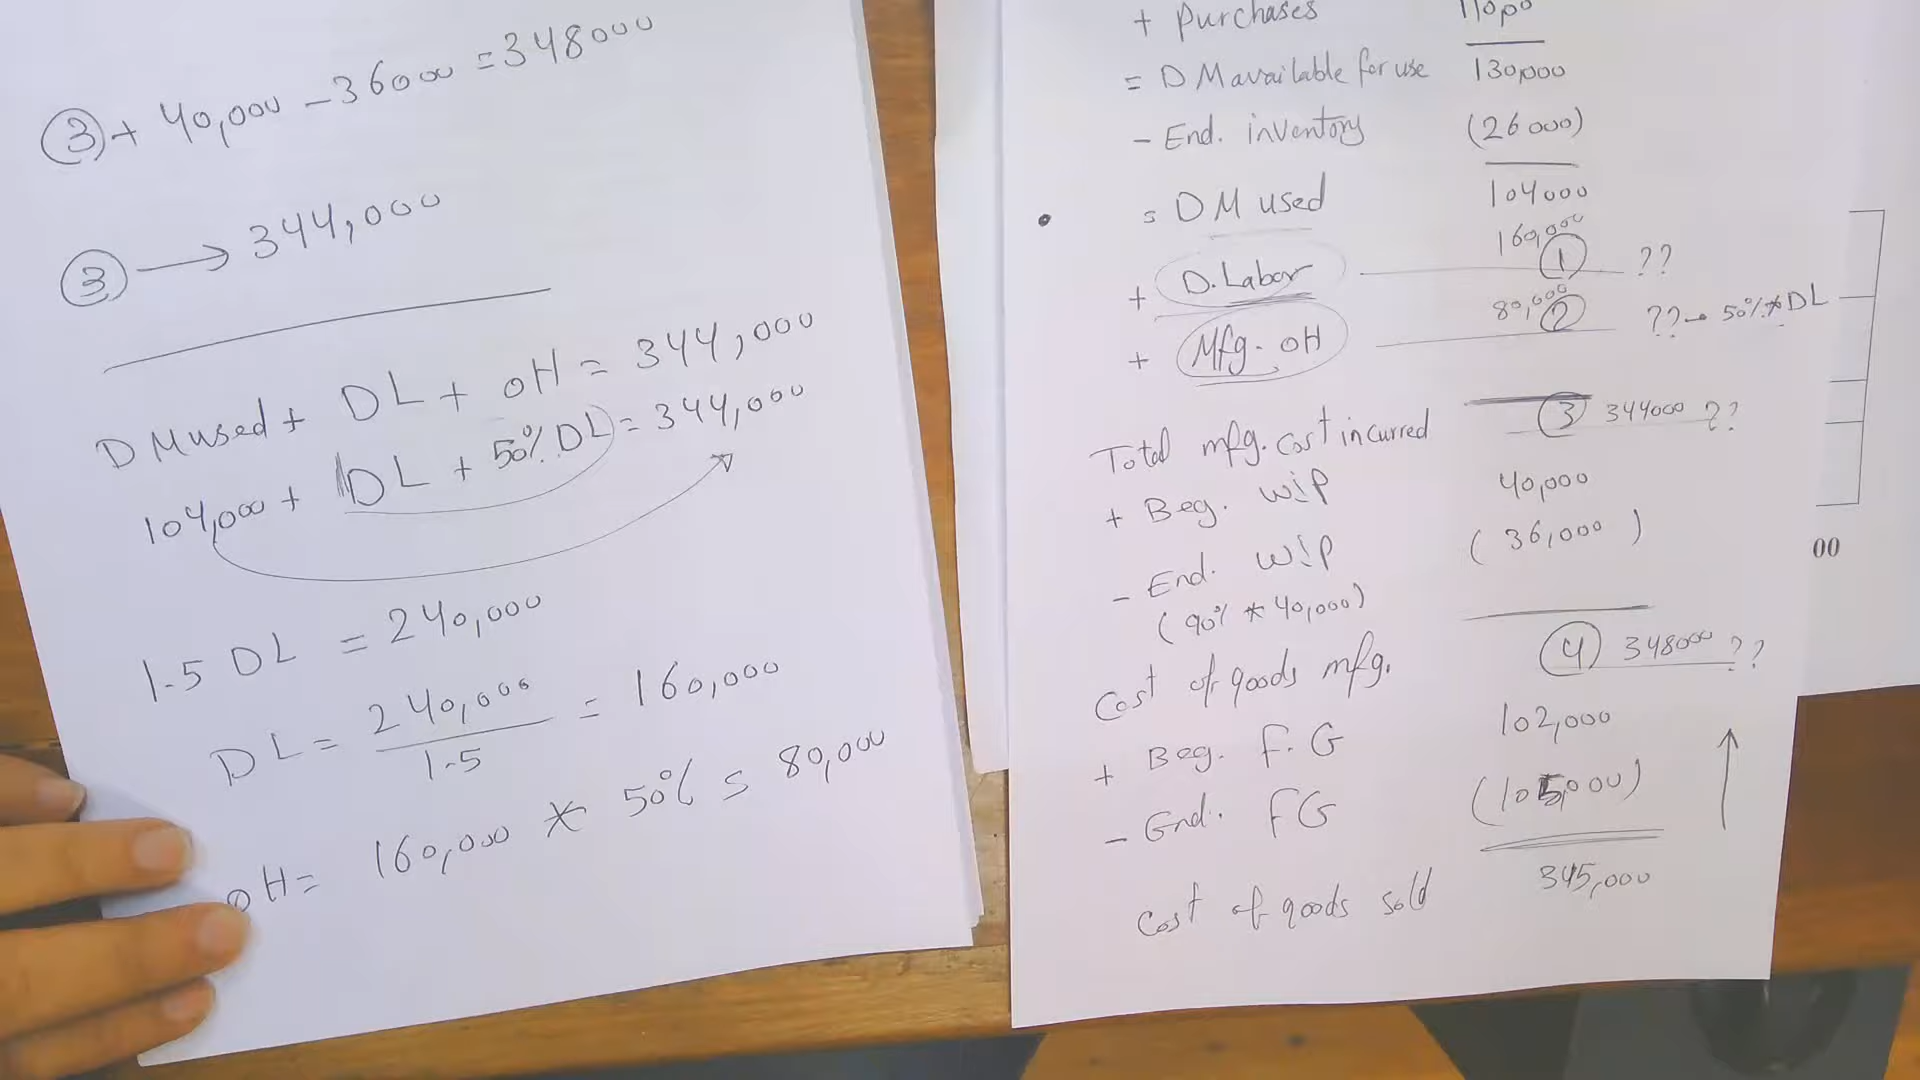 ③ + 40,000 - 36000 = 348000
③ → 344,000
DM used + DL + OH = 344,000
104,000 + 1DL + 50% DL = 344,000
1.5 DL = 240,000
DL = 240,000 / 1.5 = 160,000
OH = 160,000 * 50% = 80,000
+ Purchases
= DM available for use 130,000
- End. inventory (26000)
= DM used 104000
+ D. Labor 160,000 ① ??
+ Mfg. OH 80,000 ② ?? → 50% * DL
Total mfg. cost incurred ③ 344000 ??
+ Beg. WIP 40,000
- End. WIP (36,000)
(90% * 40,000)
Cost of goods mfg. ④ 348000 ??
+ Beg. F.G 102,000
- End. FG (105,000)
Cost of goods sold 345,000
00